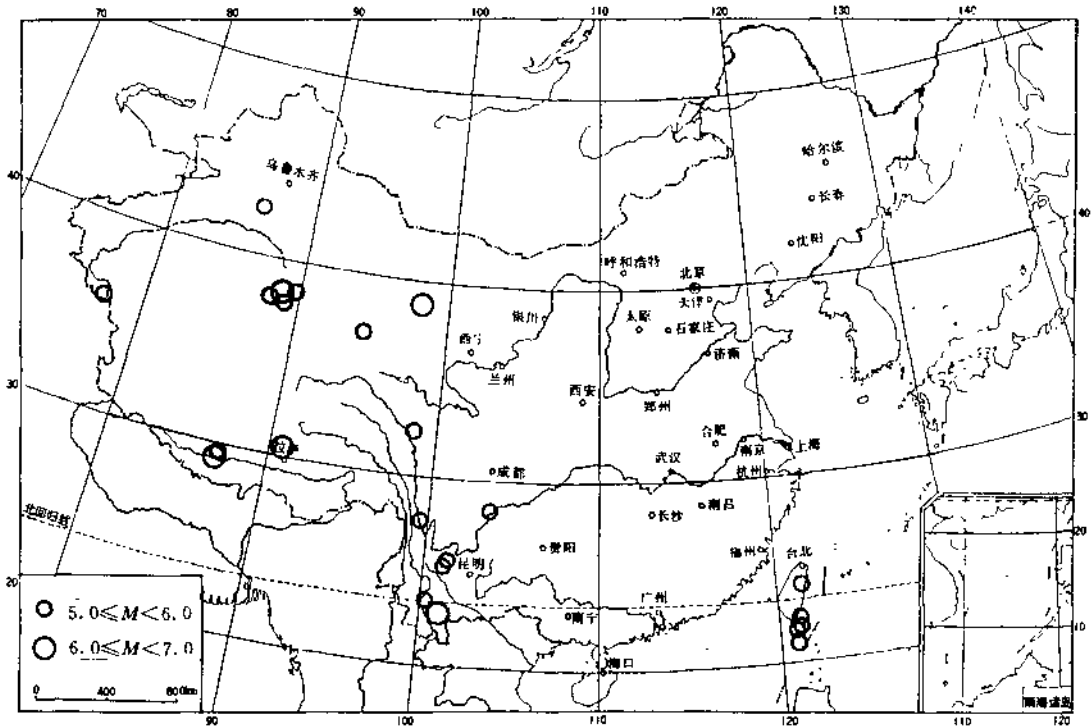 70
80
90
100
110
120
130
140
哈尔滨
乌鲁木齐
长春
40
40
沈阳
呼和浩特
北京
天津
银川
太原
石家庄
西宁
济南
兰州
30
西安
郑州
30
合肥
南京
上海
成都
武汉
杭州
南昌
长沙
北回归线
贵阳
福州
台北
20
昆明
20
广州
南宁
5.0≤M<6.0
10
10
6.0≤M<7.0
海口
0 400 800km
南海诸岛
90
100
110
120
110
120